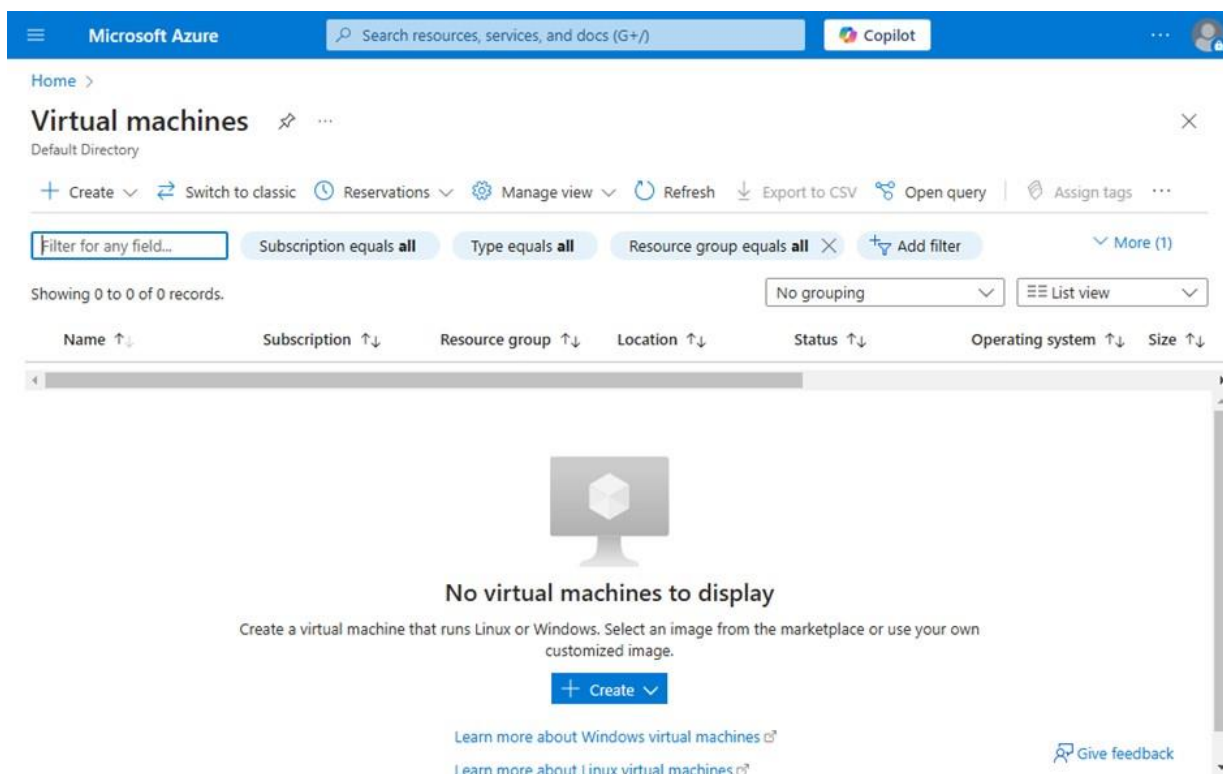 Microsoft Azure Search resources, services, and docs (G+/) Copilot ...
Home >
Virtual machines ...
Default Directory
+ Create Switch to classic Reservations Manage view Refresh Export to CSV Open query Assign tags ...
Filter for any field... Subscription equals all Type equals all Resource group equals all Add filter More (1)
Showing 0 to 0 of 0 records. No grouping List view
Name ↑↓ Subscription ↑↓ Resource group ↑↓ Location ↑↓ Status ↑↓ Operating system ↑↓ Size ↑↓
No virtual machines to display
Create a virtual machine that runs Linux or Windows. Select an image from the marketplace or use your own
customized image.
+ Create
Learn more about Windows virtual machines
Give feedback
Learn more about Linux virtual machines